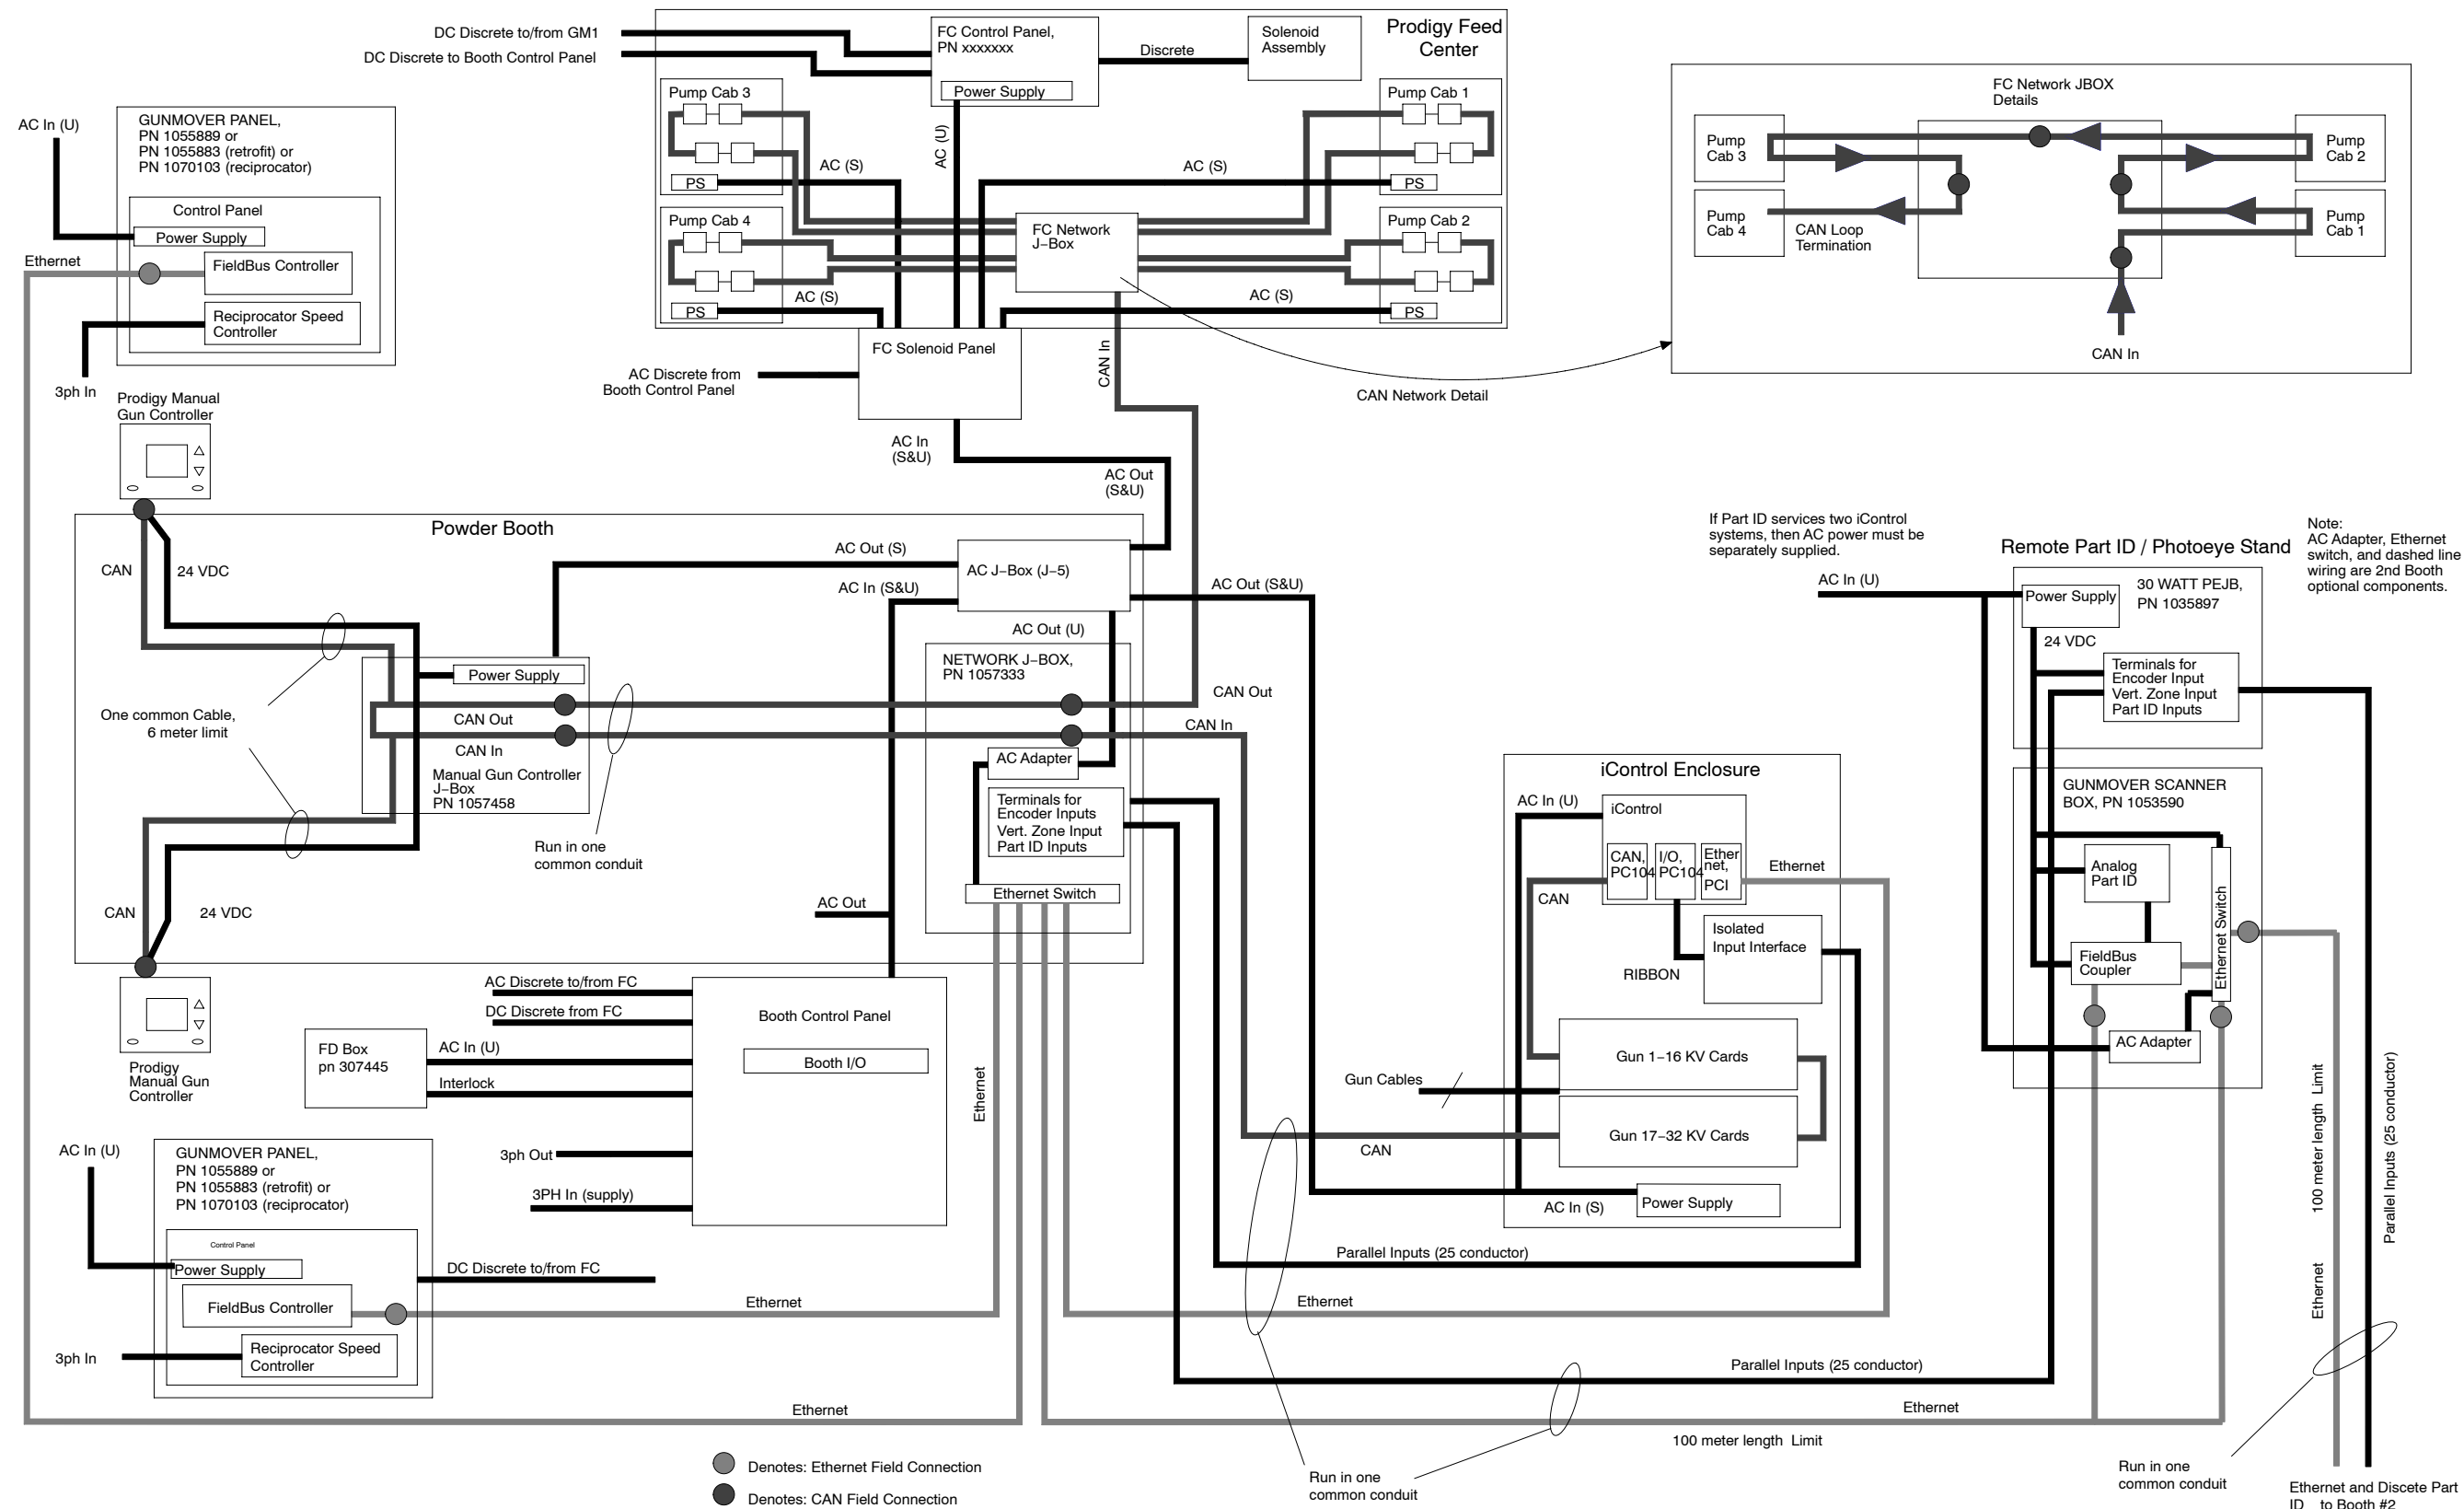 DC Discrete to/from GM1
DC Discrete to Booth Control Panel
FC Control Panel,
PN xxxxxxx
Power Supply
Discrete
Solenoid
Assembly
Prodigy Feed
Center
Pump Cab 3
PS
Pump Cab 4
PS
AC (S)
AC (S)
AC (U)
AC (S)
AC (S)
Pump Cab 1
PS
Pump Cab 2
PS
FC Network
J-Box
FC Solenoid Panel
AC Discrete from
Booth Control Panel
CAN In
AC In
(S&U)
AC Out
(S&U)
CAN Network Detail
FC Network JBOX
Details
Pump
Cab 3
Pump
Cab 4
Pump
Cab 2
Pump
Cab 1
CAN Loop
Termination
CAN In
AC In (U)
GUNMOVER PANEL,
PN 1055889 or
PN 1055883 (retrofit) or
PN 1070103 (reciprocator)
Control Panel
Power Supply
FieldBus Controller
Reciprocator Speed
Controller
Ethernet
3ph In
Prodigy Manual
Gun Controller
Powder Booth
CAN
24 VDC
One common Cable,
6 meter limit
Power Supply
CAN Out
CAN In
Manual Gun Controller
J-Box
PN 1057458
CAN
24 VDC
Run in one
common conduit
AC Out (S)
AC In (S&U)
AC J-Box (J-5)
AC Out (S&U)
AC Out (U)
NETWORK J-BOX,
PN 1057333
CAN Out
CAN In
AC Adapter
Terminals for
Encoder Inputs
Vert. Zone Input
Part ID Inputs
Ethernet Switch
AC Out
Prodigy
Manual Gun
Controller
AC Discrete to/from FC
DC Discrete from FC
FD Box
pn 307445
AC In (U)
Interlock
Booth Control Panel
Booth I/O
3ph Out
3PH In (supply)
Ethernet
AC In (U)
GUNMOVER PANEL,
PN 1055889 or
PN 1055883 (retrofit) or
PN 1070103 (reciprocator)
Control Panel
Power Supply
FieldBus Controller
Reciprocator Speed
Controller
DC Discrete to/from FC
3ph In
Ethernet
Ethernet
iControl Enclosure
AC In (U)
iControl
CAN,
PC104
I/O,
PC104
Ether
net,
PCI
Ethernet
CAN
Isolated
Input Interface
RIBBON
Gun 1-16 KV Cards
Gun Cables
Gun 17-32 KV Cards
CAN
AC In (S)
Power Supply
Parallel Inputs (25 conductor)
Ethernet
Parallel Inputs (25 conductor)
Ethernet
100 meter length Limit
Run in one
common conduit
If Part ID services two iControl
systems, then AC power must be
separately supplied.
Remote Part ID / Photoeye Stand
Note:
AC Adapter, Ethernet
switch, and dashed line
wiring are 2nd Booth
optional components.
AC In (U)
Power Supply
30 WATT PEJB,
PN 1035897
24 VDC
Terminals for
Encoder Input
Vert. Zone Input
Part ID Inputs
GUNMOVER SCANNER
BOX, PN 1053590
Analog
Part ID
Ethernet Switch
FieldBus
Coupler
AC Adapter
100 meter length Limit
Ethernet
Parallel Inputs (25 conductor)
Run in one
common conduit
Ethernet and Discete Part
ID to Booth #2
Denotes: Ethernet Field Connection
Denotes: CAN Field Connection